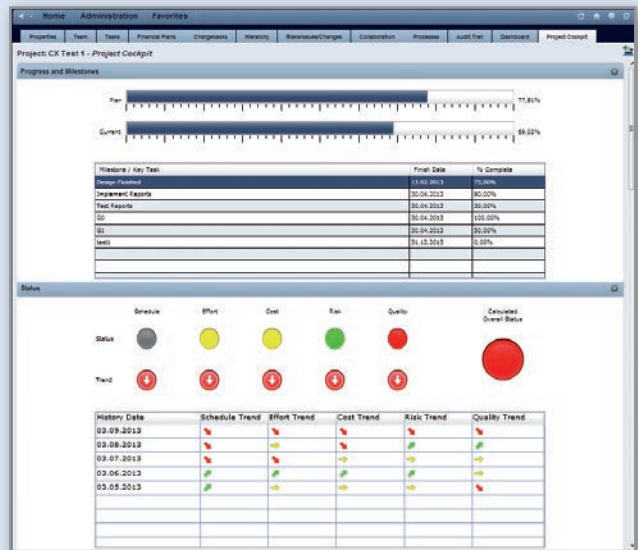 Home Administration Favorites
Properties Team Tasks Financial Plans Chargebacks Hierarchy Risks/Issues/Changes Collaboration Processes Audit Trail Dashboard Project Cockpit
Project: CX Test 1 - Project Cockpit
Progress and Milestones
Plan 77,81%
Current 69,02%
Milestone / Key Task Finish Date % Complete
Design Finished 13.02.2013 75,00%
Implement Reports 30.06.2013 90,00%
Test Reports 30.04.2013 30,00%
G0 30.04.2013 100,00%
G1 30.04.2013 50,00%
test1 31.12.2013 0,00%
Status
Schedule Effort Cost Risk Quality Calculated
Overall Status
Status
Trend
History Date Schedule Trend Effort Trend Cost Trend Risk Trend Quality Trend
03.09.2013
03.08.2013
03.07.2013
03.06.2013
03.05.2013